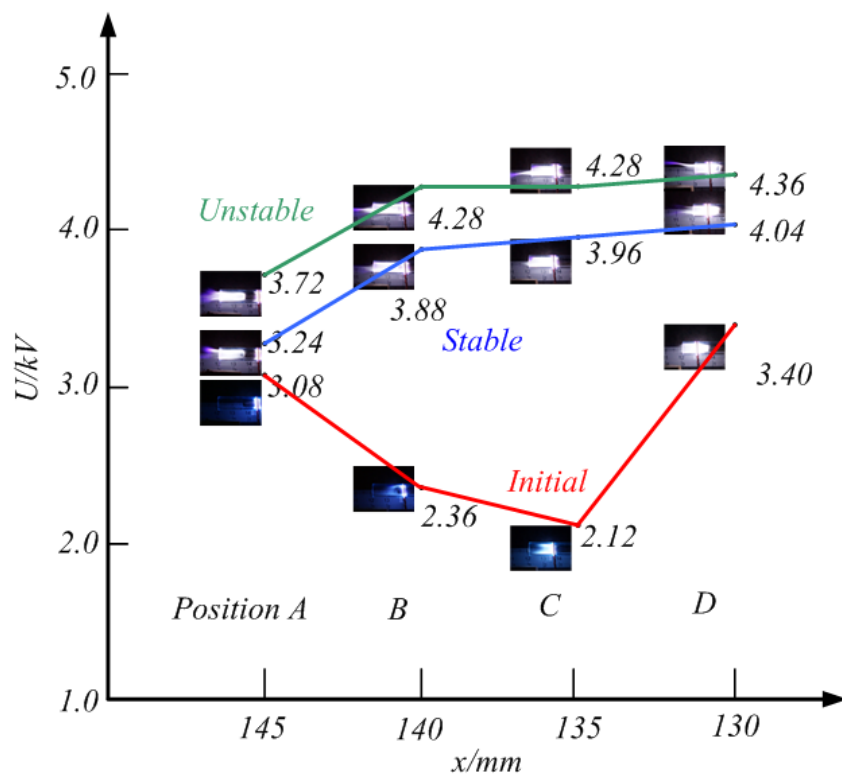 5.0
4.28
4.36
Unstable
4.28
4.0
4.04
3.96
3.72
3.88
Stable
3.24
U/kV
3.0
3.08
3.40
Initial
2.36
2.12
2.0
Position A
B
C
D
1.0
145
140
135
130
x/mm